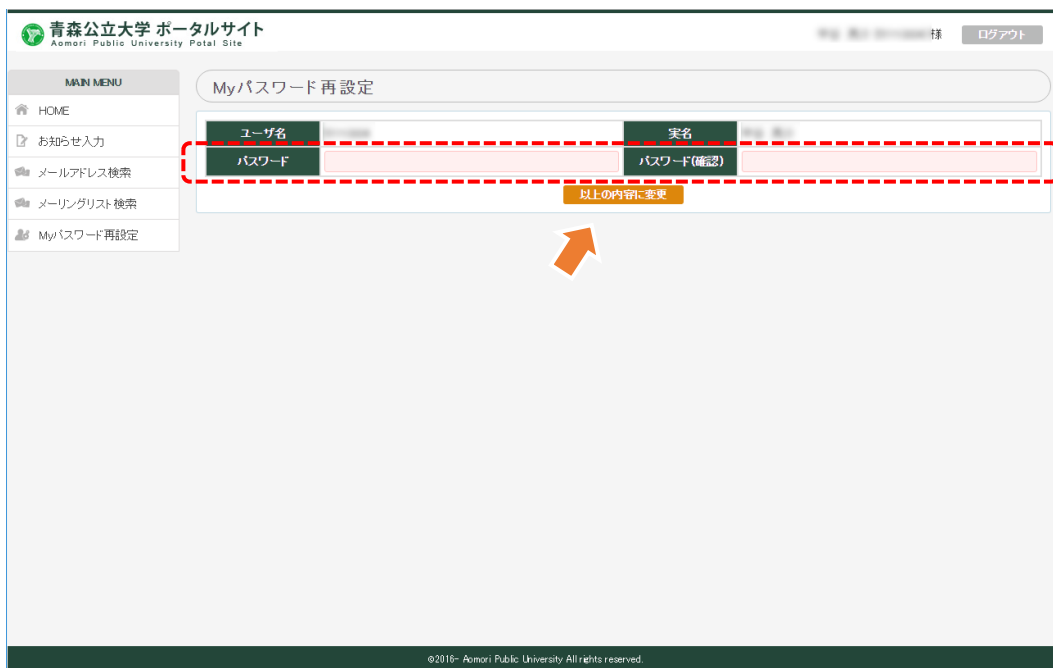 青森公立大学 ポータルサイト
Aomori Public University Potal Site
様
ログアウト
MAIN MENU
HOME
お知らせ入力
メールアドレス検索
メーリングリスト検索
Myパスワード再設定
Myパスワード再設定
ユーザ名
実名
パスワード
パスワード(確認)
以上の内容に変更
©2016- Aomori Public University All rights reserved.